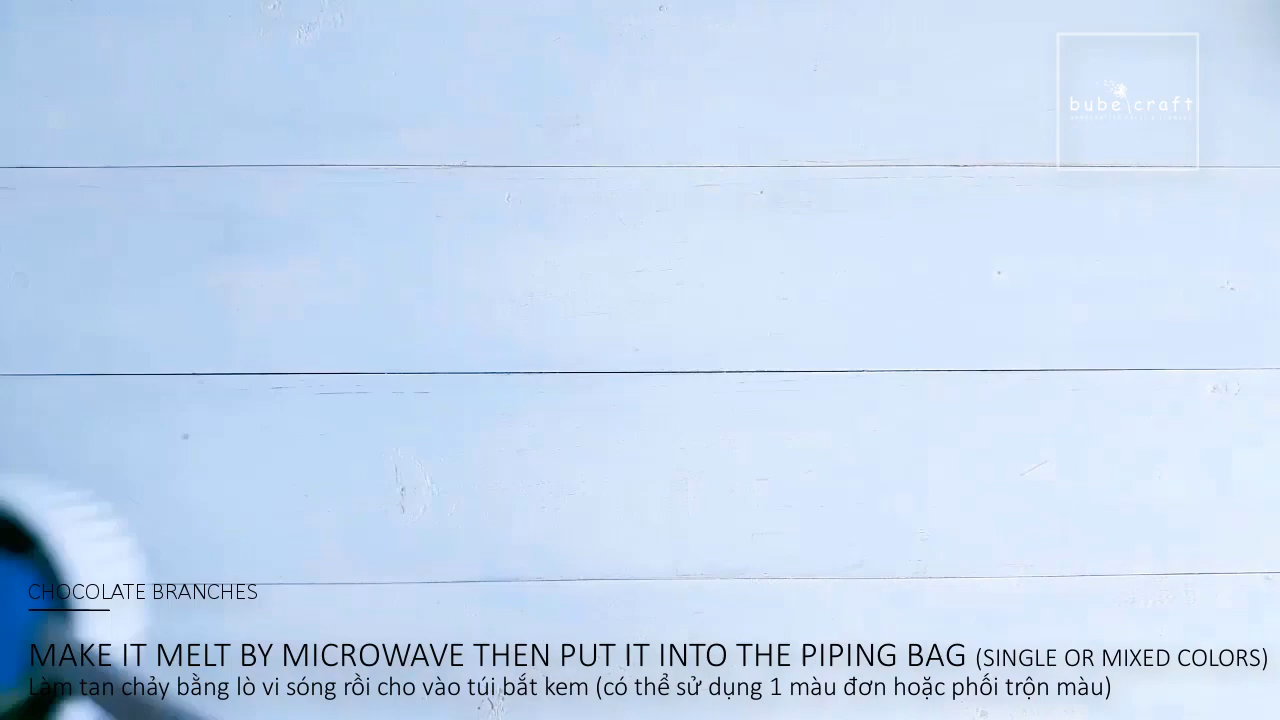 bube craft
CHOCOLATE BRANCHES
MAKE IT MELT BY MICROWAVE THEN PUT IT INTO THE PIPING BAG (SINGLE OR MIXED COLORS)
Làm tan chảy bằng lò vi sóng rồi cho vào túi bắt kem (có thể sử dụng 1 màu đơn hoặc phối trộn màu)